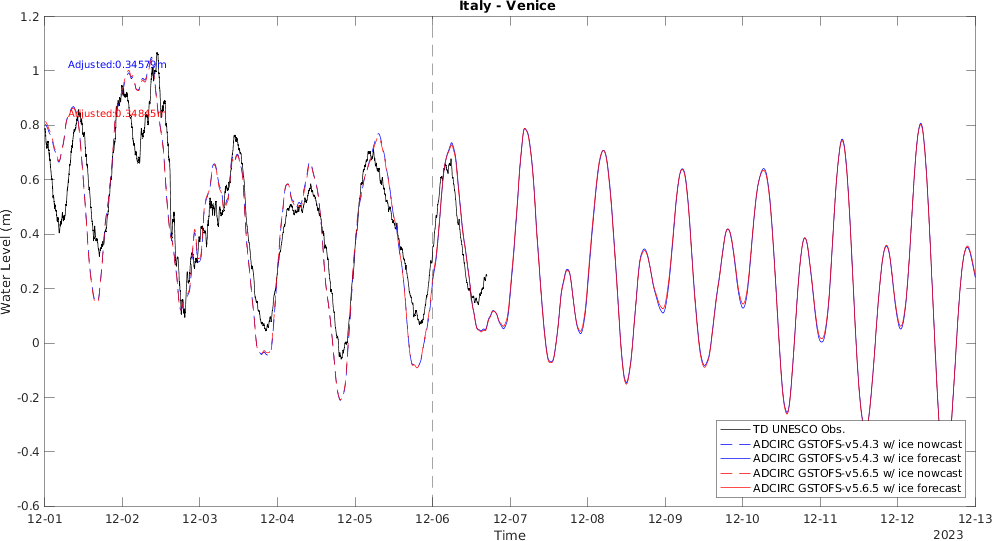 Italy - Venice
1.2
1
0.8
0.6
0.4
0.2
0
-0.2
-0.4
-0.6
Water Level (m)
Adjusted:0.34579m
TD UNESCO Obs.
ADCIRC GSTOFS-v5.4.3 w/ ice nowcast
ADCIRC GSTOFS-v5.4.3 w/ ice forecast
ADCIRC GSTOFS-v5.6.5 w/ ice nowcast
ADCIRC GSTOFS-v5.6.5 w/ ice forecast
12-01 12-02 12-03 12-04 12-05 12-06 12-07 12-08 12-09 12-10 12-11 12-12 12-13
Time
2023